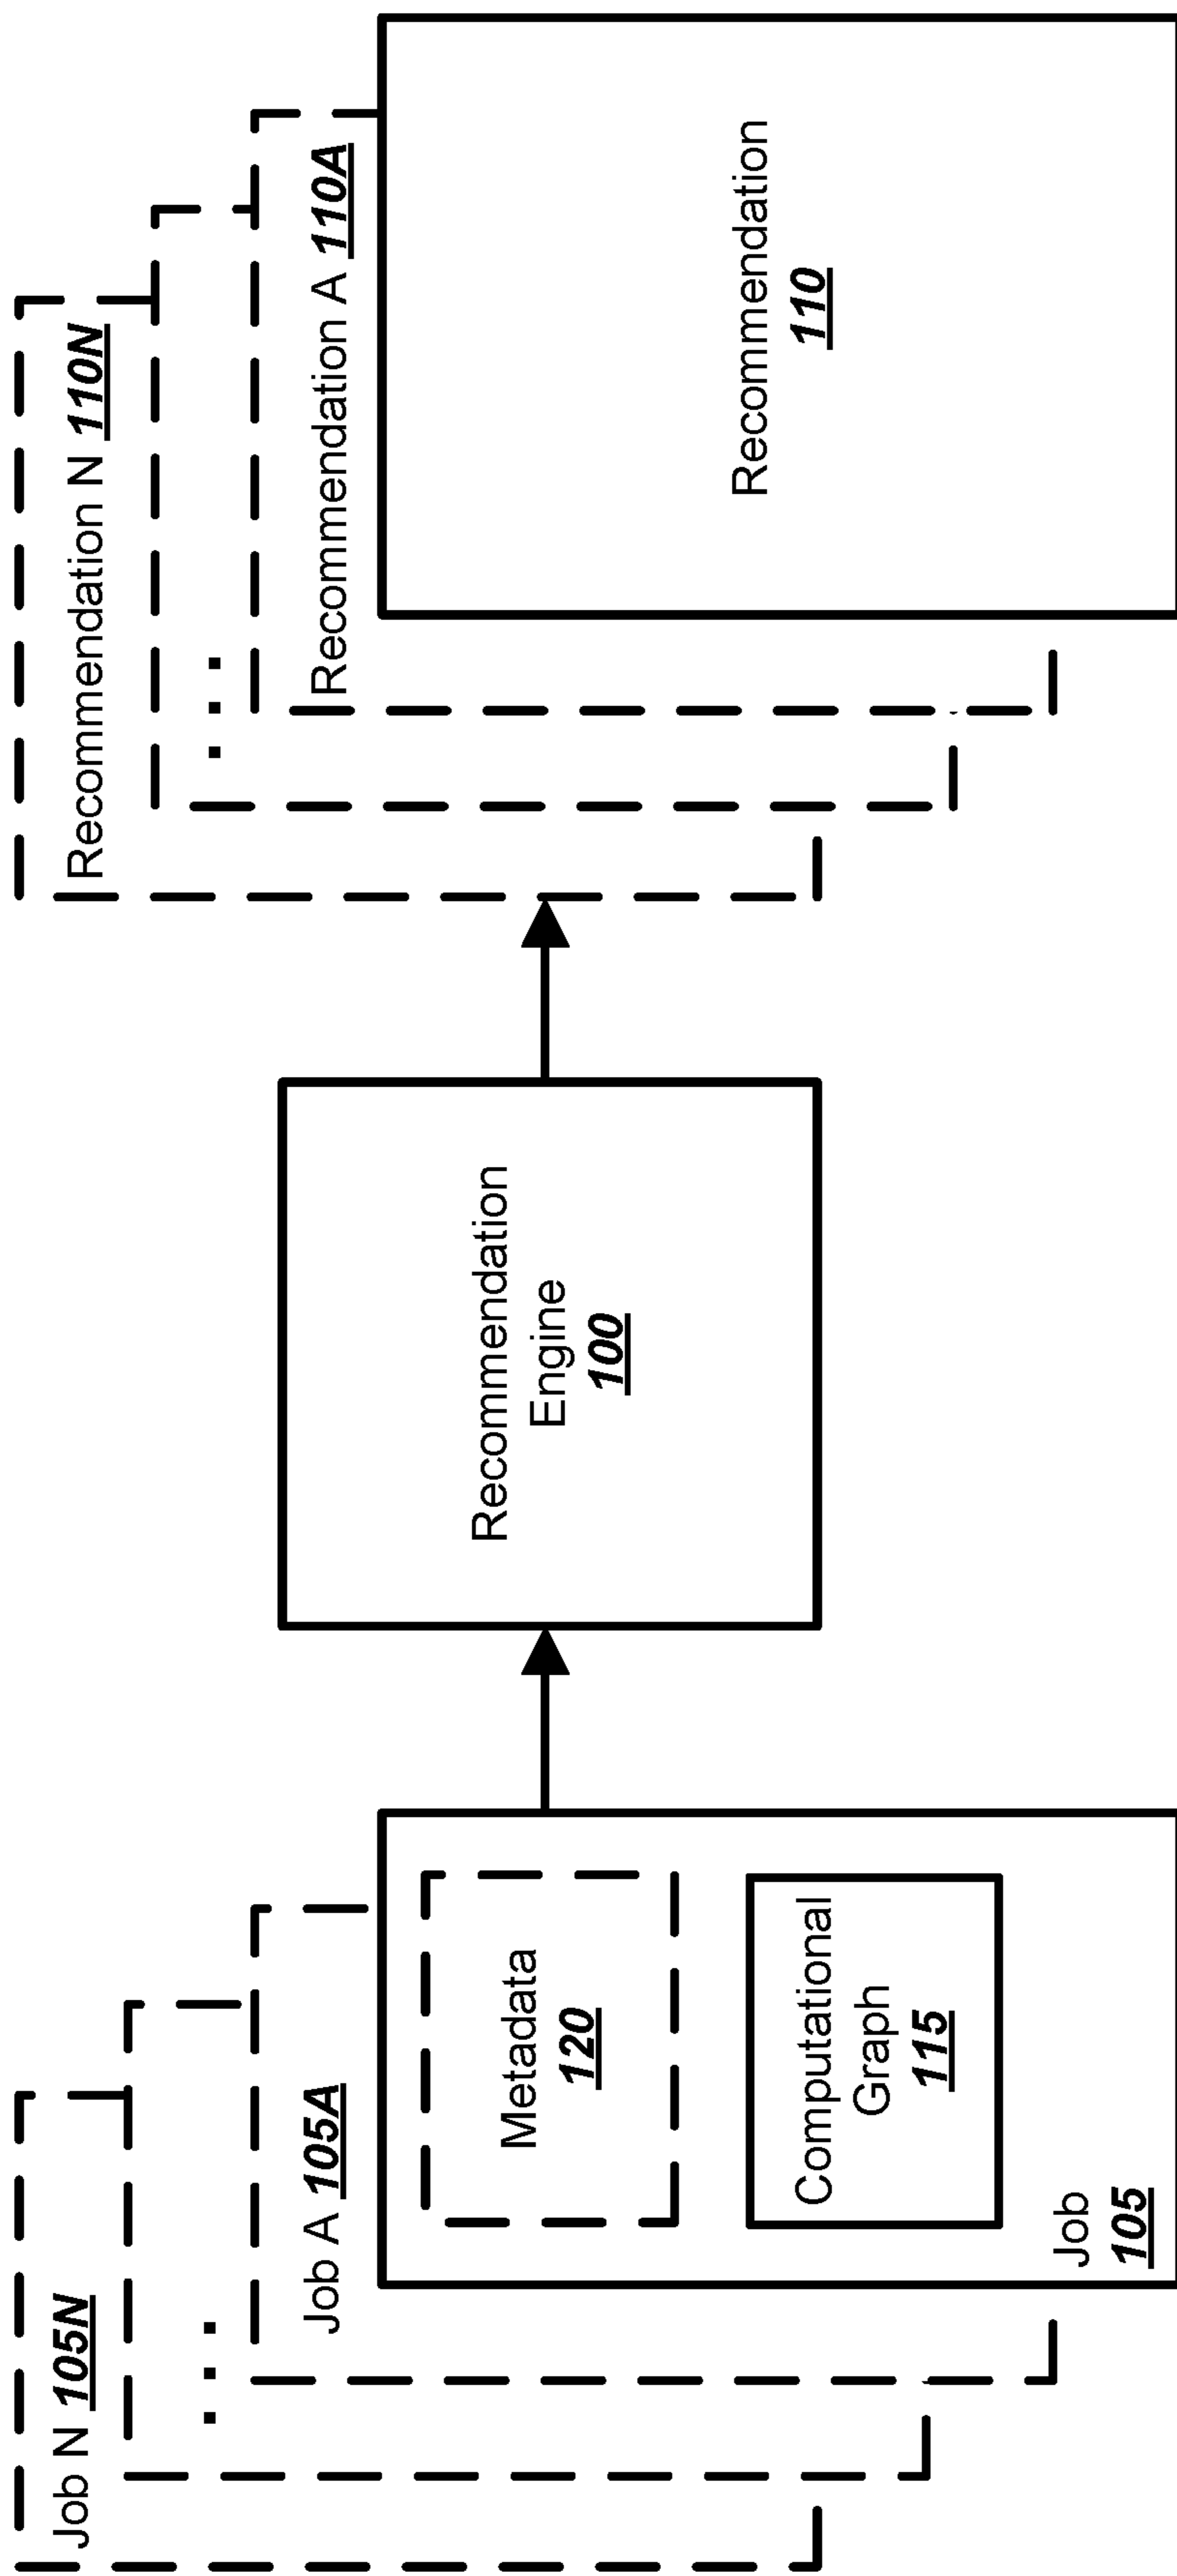 Job N 105N
...
Job A 105A
Metadata
120
Computational
Graph
115
Job
105
Recommendation
Engine
100
Recommendation N 110N
...
Recommendation A 110A
Recommendation
110